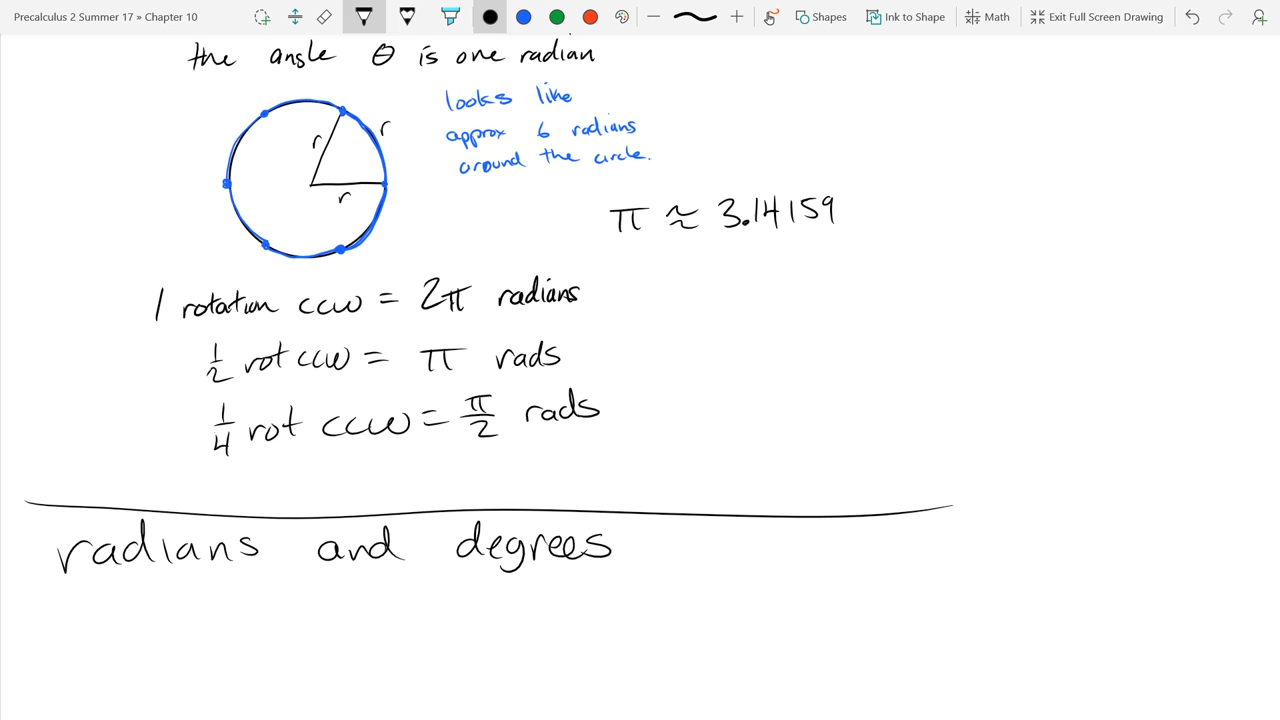 Precalculus 2 Summer 17 » Chapter 10
Shapes
Ink to Shape
Math
Exit Full Screen Drawing
the angle θ is one radian
looks like
approx 6 radians
around the circle.
r
r
r
π ≈ 3.14159
1 rotation ccw = 2π radians
1/2 rot ccw = π rads
1/4 rot ccw = π/2 rads
radians and degrees